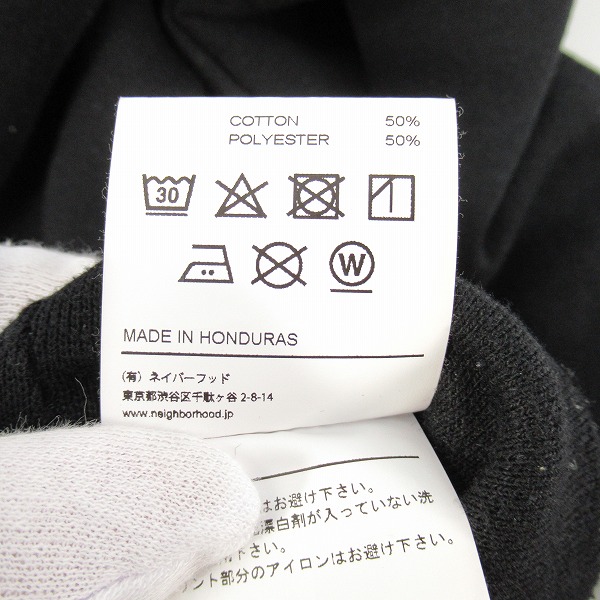 COTTON 50%
POLYESTER 50%
30
W
MADE IN HONDURAS
(有) ネイバーフッド
東京都渋谷区千駄ヶ谷 2-8-14
www.neighborhood.jp
はお避け下さい。
漂白剤が入っていない洗
下さい。
ント部分のアイロンはお避け下さい。